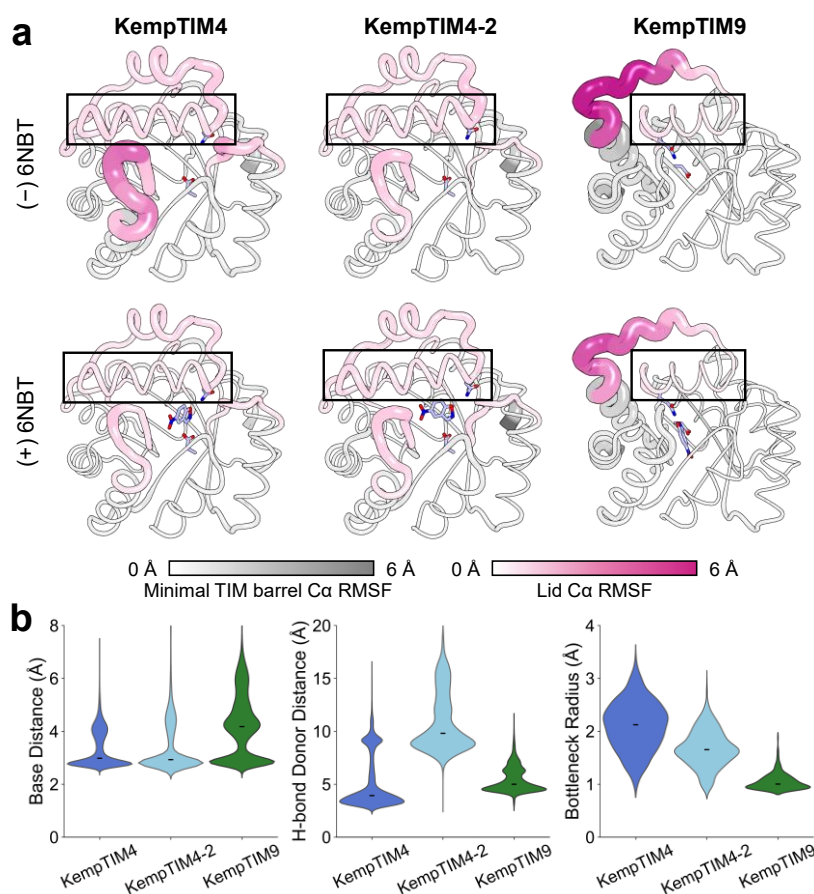 a
KempTIM4
KempTIM4-2
KempTIM9
(−) 6NBT
(+) 6NBT
0 Å
6 Å
Minimal TIM barrel Cα RMSF
0 Å
6 Å
Lid Cα RMSF
b
Base Distance (Å)
8
6
4
2
0
KempTIM4
KempTIM4-2
KempTIM9
H-bond Donor Distance (Å)
20
15
10
5
0
KempTIM4
KempTIM4-2
KempTIM9
Bottleneck Radius (Å)
4
3
2
1
0
KempTIM4
KempTIM4-2
KempTIM9